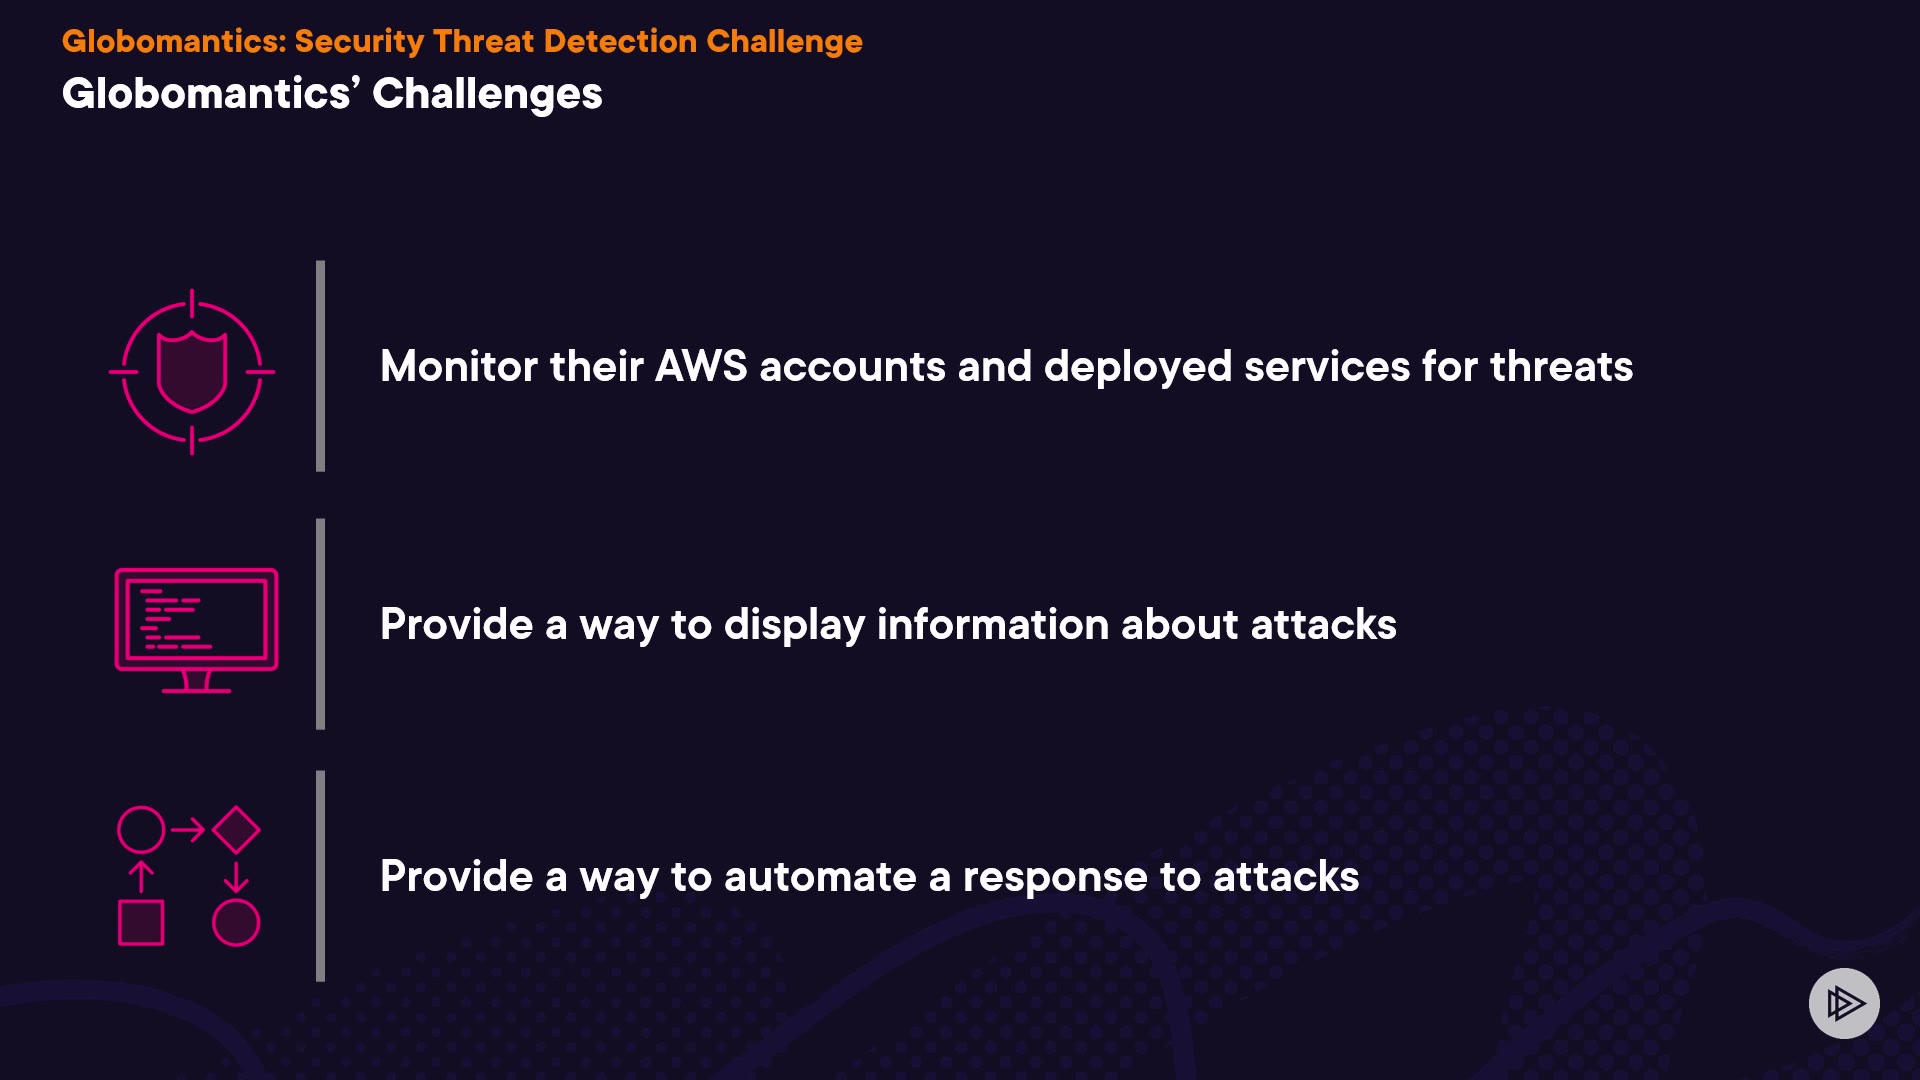 Globomantics: Security Threat Detection Challenge
Globomantics’ Challenges
Monitor their AWS accounts and deployed services for threats
Provide a way to display information about attacks
Provide a way to automate a response to attacks